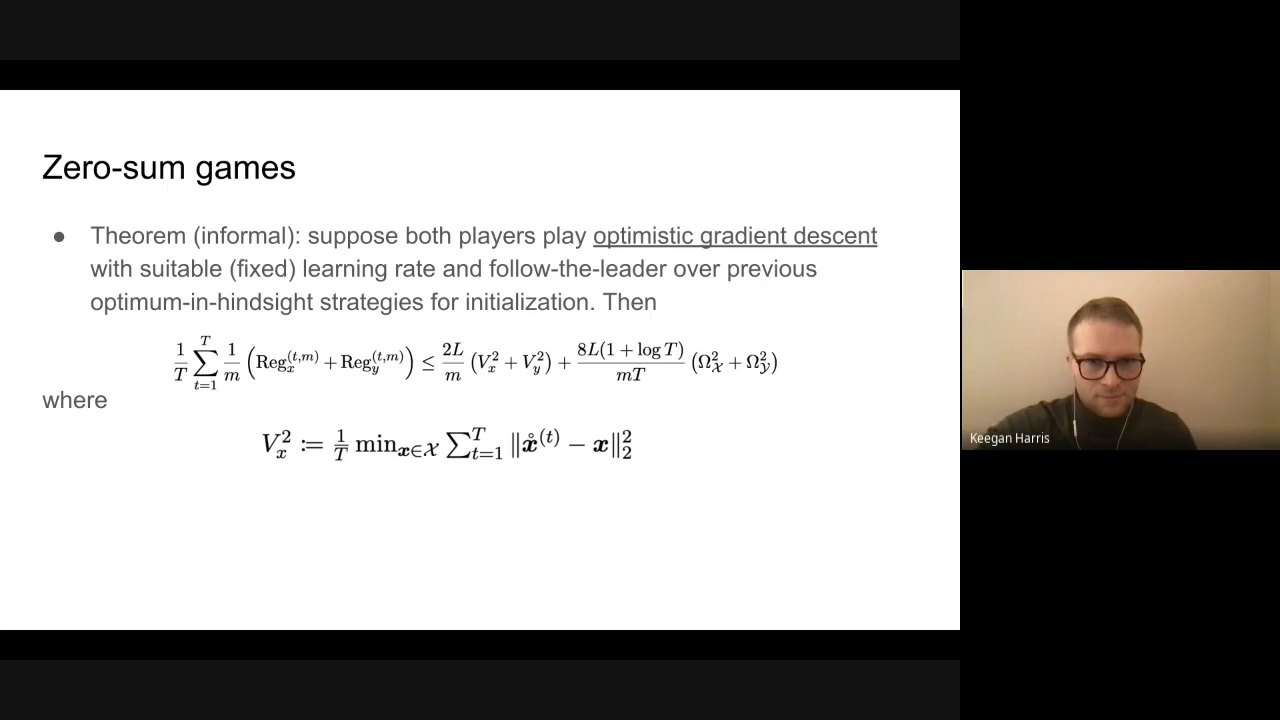 Zero-sum games
● Theorem (informal): suppose both players play optimistic gradient descent
with suitable (fixed) learning rate and follow-the-leader over previous
optimum-in-hindsight strategies for initialization. Then
$\frac{1}{T} \sum_{t=1}^{T} \frac{1}{m} \left( \mathrm{Reg}_x^{(t,m)} + \mathrm{Reg}_y^{(t,m)} \right) \leq \frac{2L}{m} \left( V_x^2 + V_y^2 \right) + \frac{8L(1 + \log T)}{mT} \left( \Omega_{\mathcal{X}}^2 + \Omega_{\mathcal{Y}}^2 \right)$
where
$V_x^2 := \frac{1}{T} \min_{\boldsymbol{x} \in \mathcal{X}} \sum_{t=1}^{T} \| \mathring{\boldsymbol{x}}^{(t)} - \boldsymbol{x} \|_2^2$
Keegan Harris